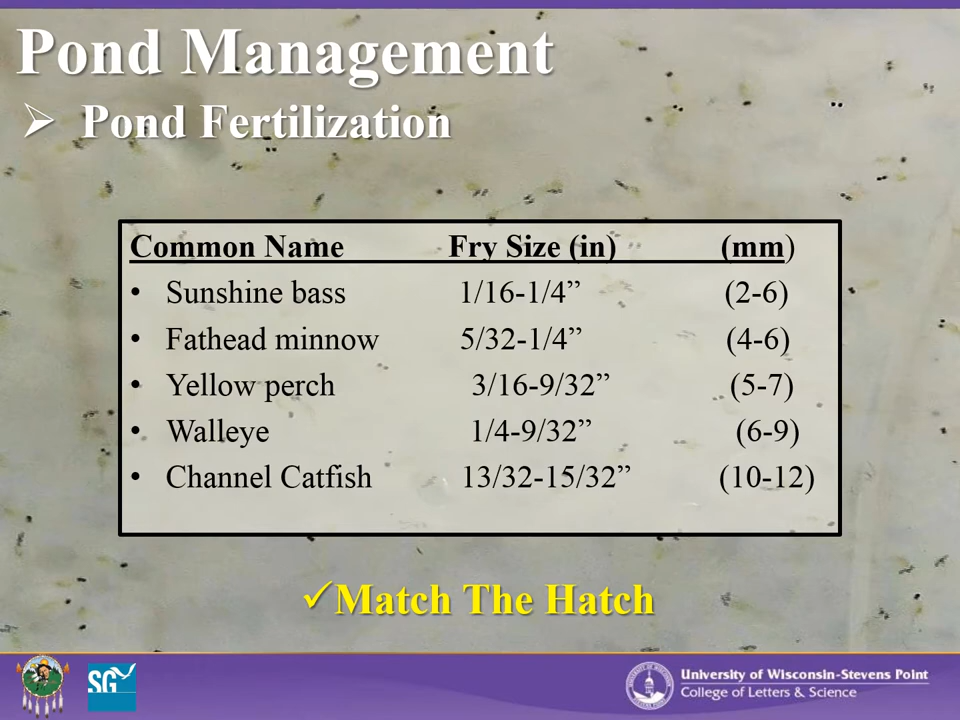 Pond Management
➢ Pond Fertilization
Common Name Fry Size (in) (mm)
• Sunshine bass 1/16-1/4” (2-6)
• Fathead minnow 5/32-1/4” (4-6)
• Yellow perch 3/16-9/32” (5-7)
• Walleye 1/4-9/32” (6-9)
• Channel Catfish 13/32-15/32” (10-12)
✓Match The Hatch
SG
University of Wisconsin-Stevens Point
College of Letters & Science